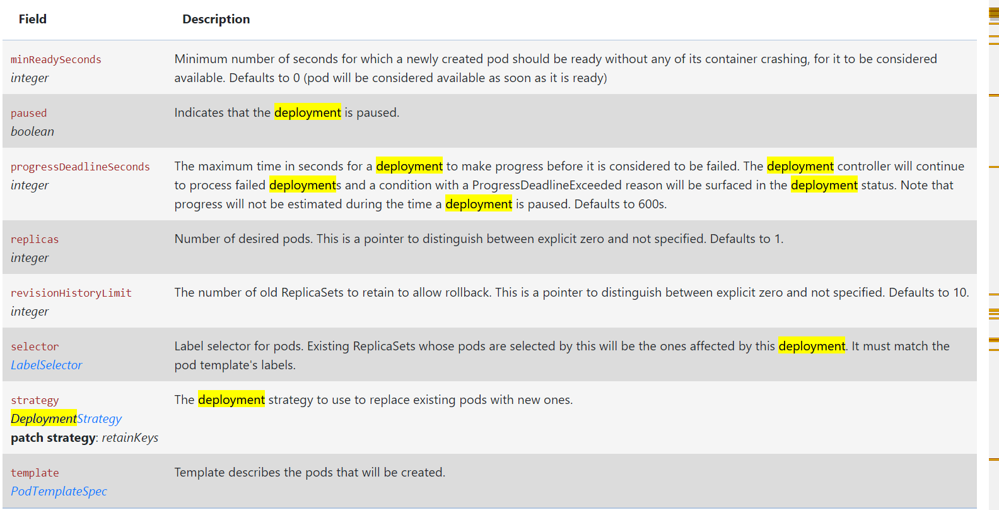 Field Description
minReadySeconds Minimum number of seconds for which a newly created pod should be ready without any of its container crashing, for it to be considered
integer available. Defaults to 0 (pod will be considered available as soon as it is ready)
paused Indicates that the deployment is paused.
boolean
progressDeadlineSeconds The maximum time in seconds for a deployment to make progress before it is considered to be failed. The deployment controller will continue
integer to process failed deployments and a condition with a ProgressDeadlineExceeded reason will be surfaced in the deployment status. Note that
progress will not be estimated during the time a deployment is paused. Defaults to 600s.
replicas Number of desired pods. This is a pointer to distinguish between explicit zero and not specified. Defaults to 1.
integer
revisionHistoryLimit The number of old ReplicaSets to retain to allow rollback. This is a pointer to distinguish between explicit zero and not specified. Defaults to 10.
integer
selector Label selector for pods. Existing ReplicaSets whose pods are selected by this will be the ones affected by this deployment. It must match the
LabelSelector pod template's labels.
strategy The deployment strategy to use to replace existing pods with new ones.
DeploymentStrategy
patch strategy: retainKeys
template Template describes the pods that will be created.
PodTemplateSpec